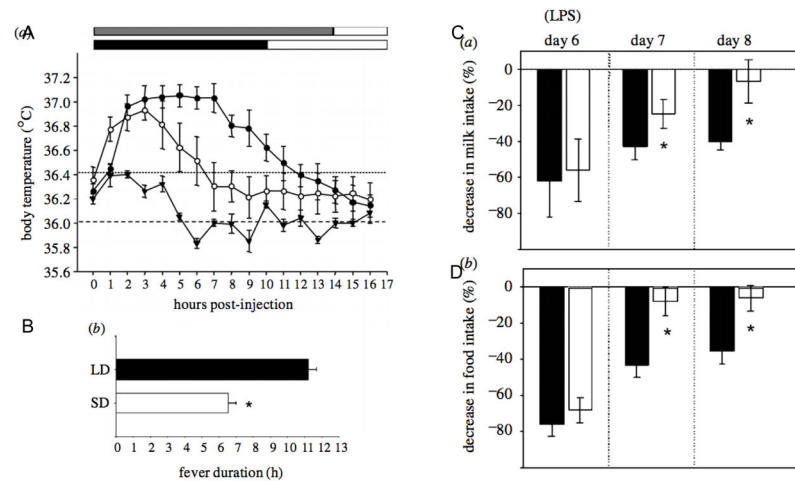 A
(a)
body temperature (°C)
37.2
37.0
36.8
36.6
36.4
36.2
36.0
35.8
35.6
0 1 2 3 4 5 6 7 8 9 10 11 12 13 14 15 16 17
hours post-injection
B
(b)
LD
SD
*
0 1 2 3 4 5 6 7 8 9 10 11 12 13
fever duration (h)
(LPS)
C
(a)
day 6 day 7 day 8
decrease in milk intake (%)
0
−20
−40
−60
−80
* *
D
(b)
decrease in food intake (%)
0
−20
−40
−60
−80
* *